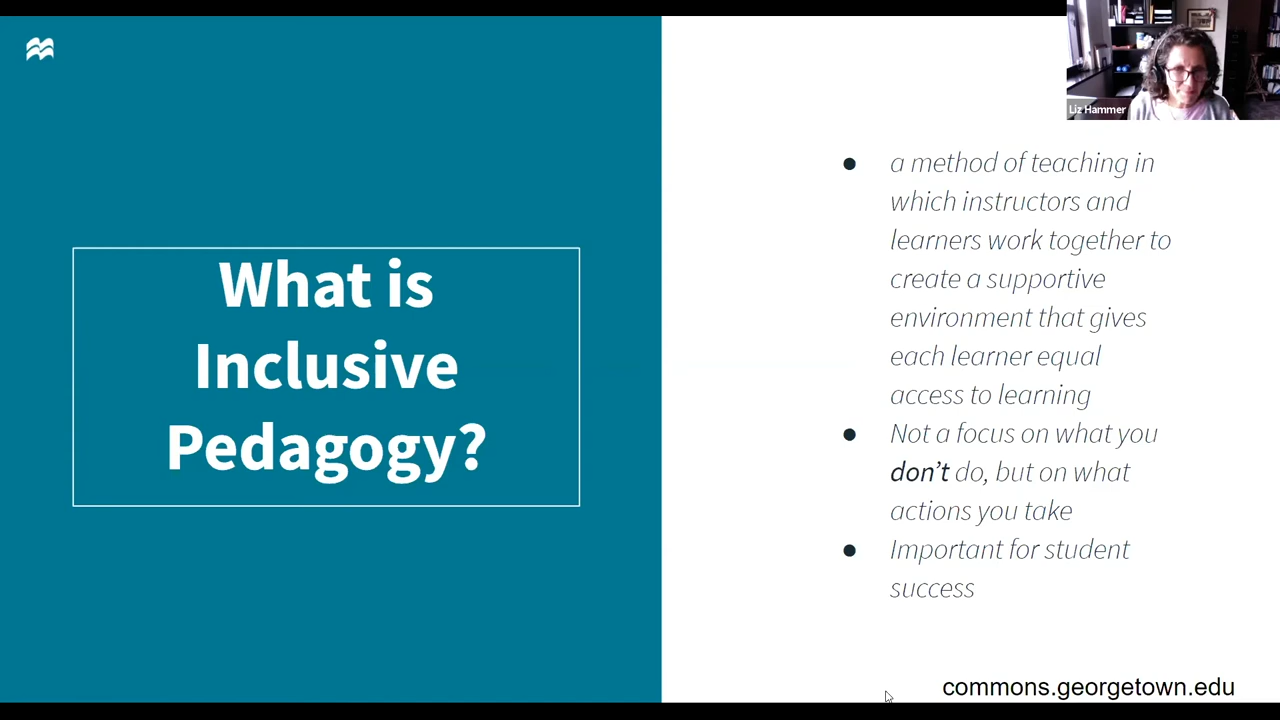 What is
Inclusive
Pedagogy?
Liz Hammer
● a method of teaching in
which instructors and
learners work together to
create a supportive
environment that gives
each learner equal
access to learning
● Not a focus on what you
don’t do, but on what
actions you take
● Important for student
success
commons.georgetown.edu